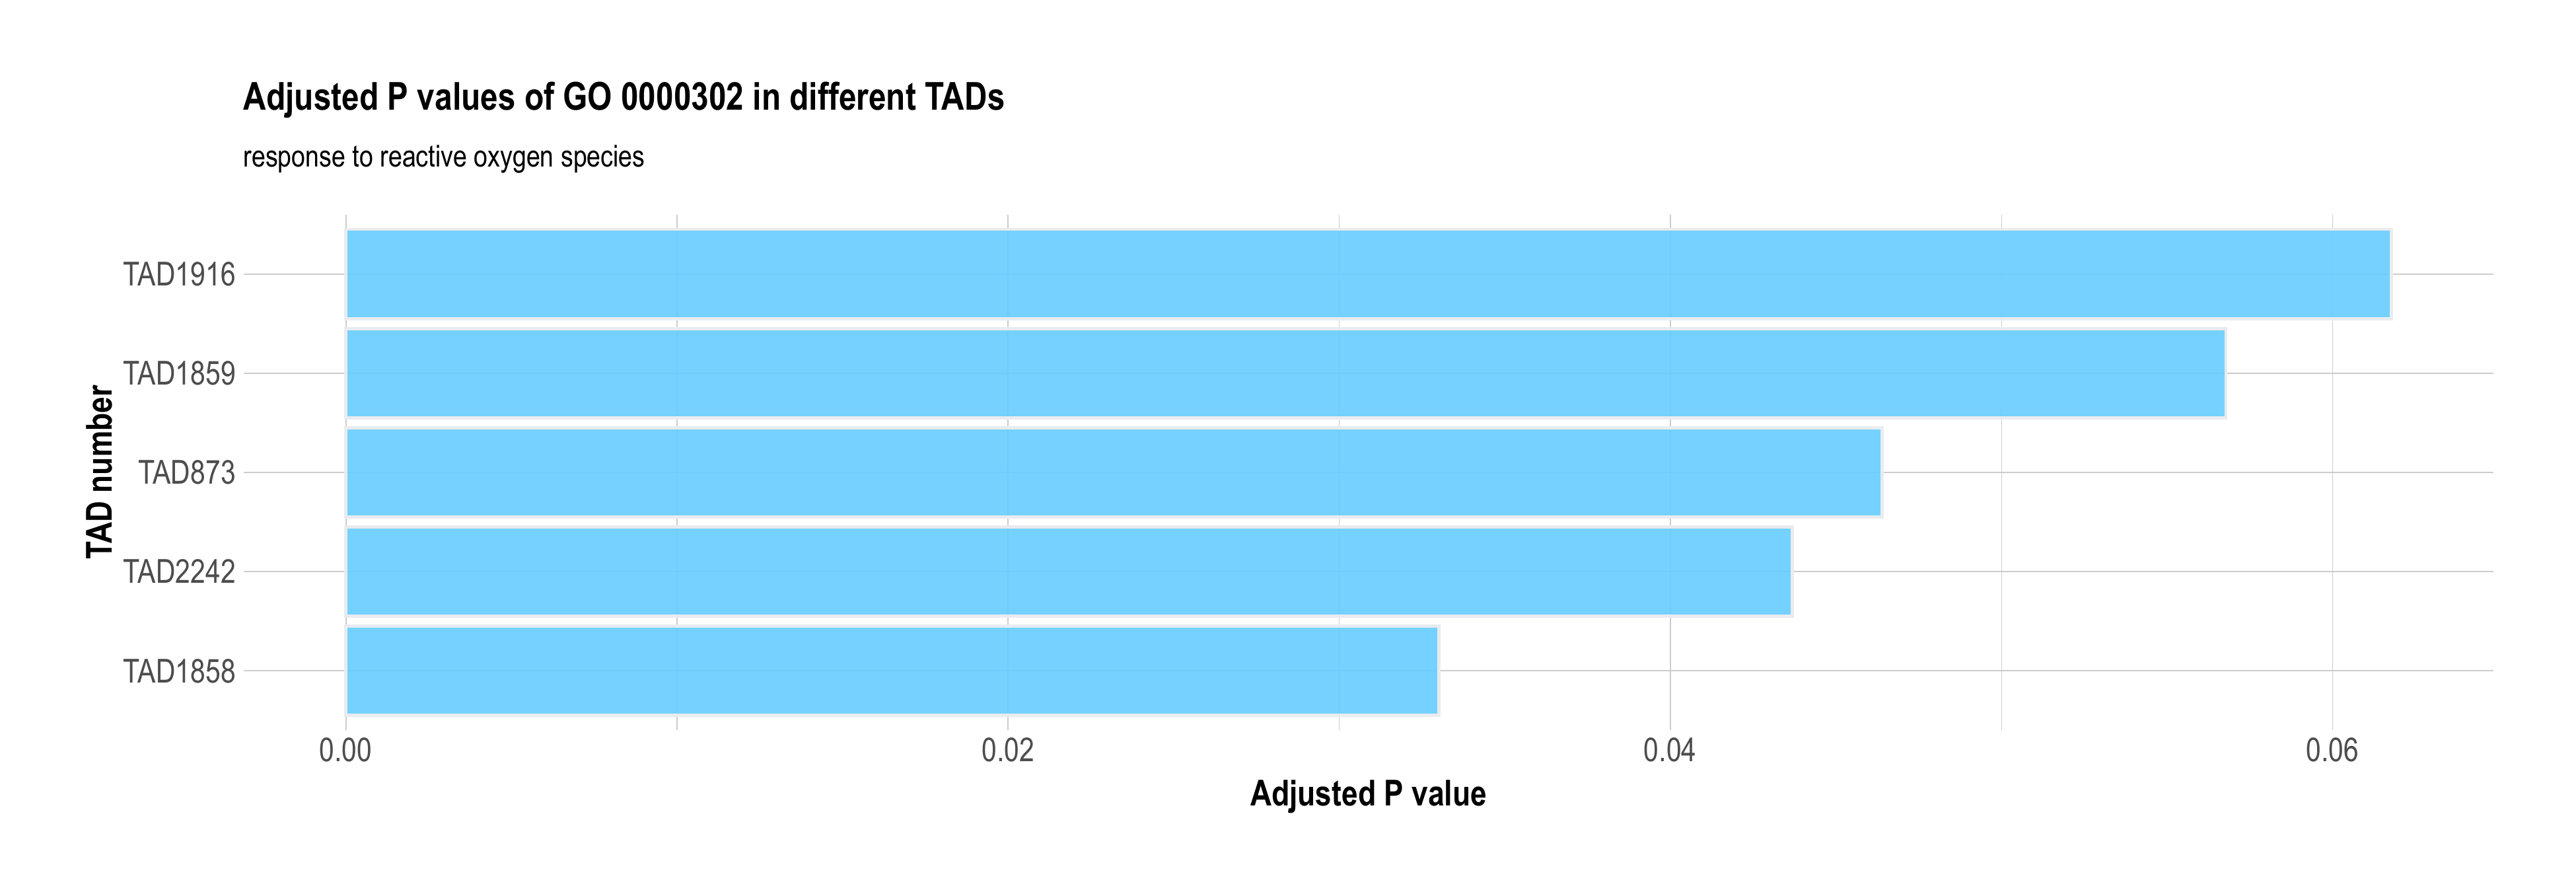 Adjusted P values of GO 0000302 in different TADs
response to reactive oxygen species
TAD number
TAD1916
TAD1859
TAD873
TAD2242
TAD1858
0.00 0.02 0.04 0.06
Adjusted P value